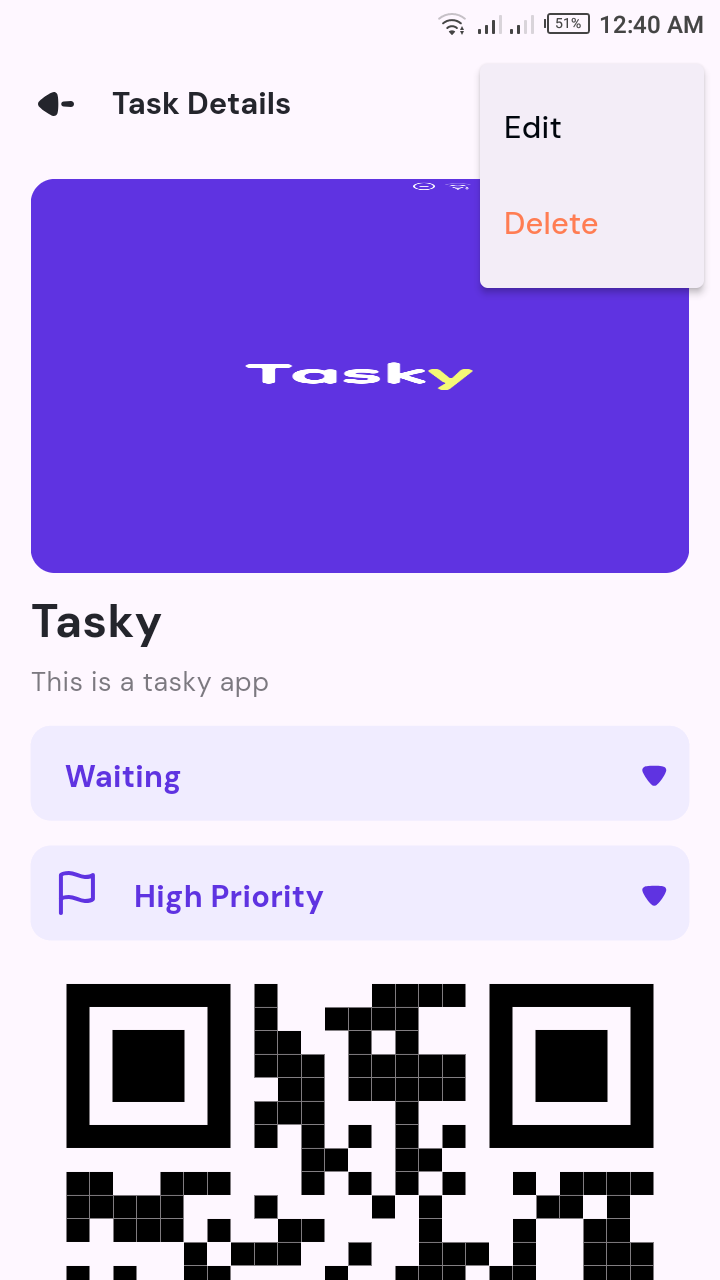 51% 12:40 AM
Task Details
Edit
Delete
Tasky
Tasky
This is a tasky app
Waiting
High Priority